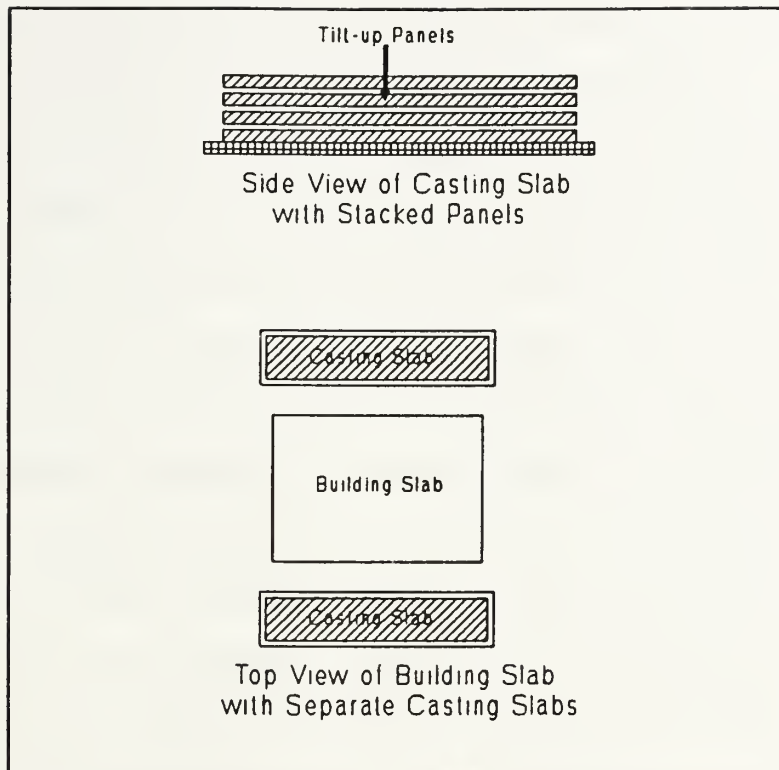 Tilt-up Panels
Side View of Casting Slab
with Stacked Panels
Casting Slab
Building Slab
Casting Slab
Top View of Building Slab
with Separate Casting Slabs